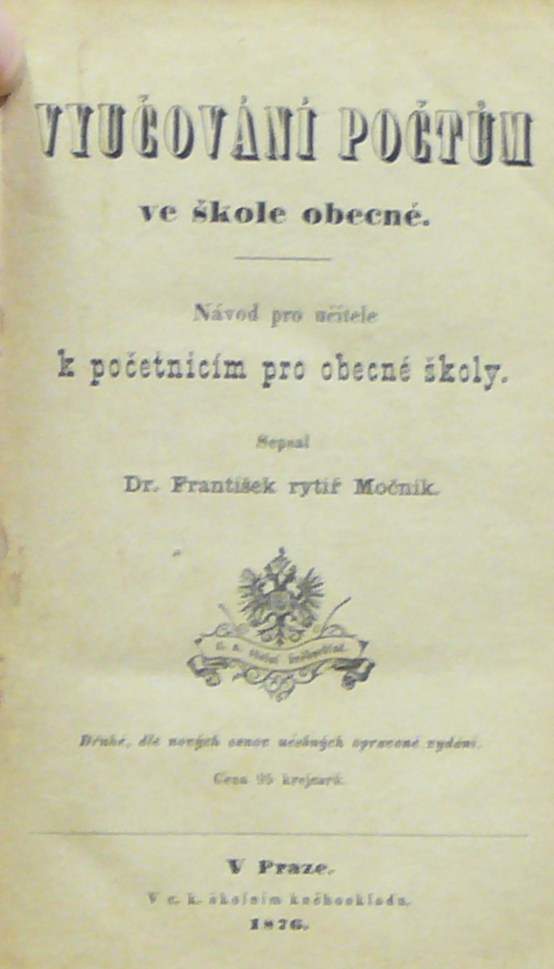 VYUČOVÁNÍ POČTŮM
ve škole obecné.
Návod pro učitele
k početnicím pro obecné školy.
Sepsal
Dr. František rytíř Močnik.
Druhé, dle nových osnov učebných opravené vydání.
Cena 95 krejcarů.
V Praze.
V c. k. školním kněhoskladu.
1876.